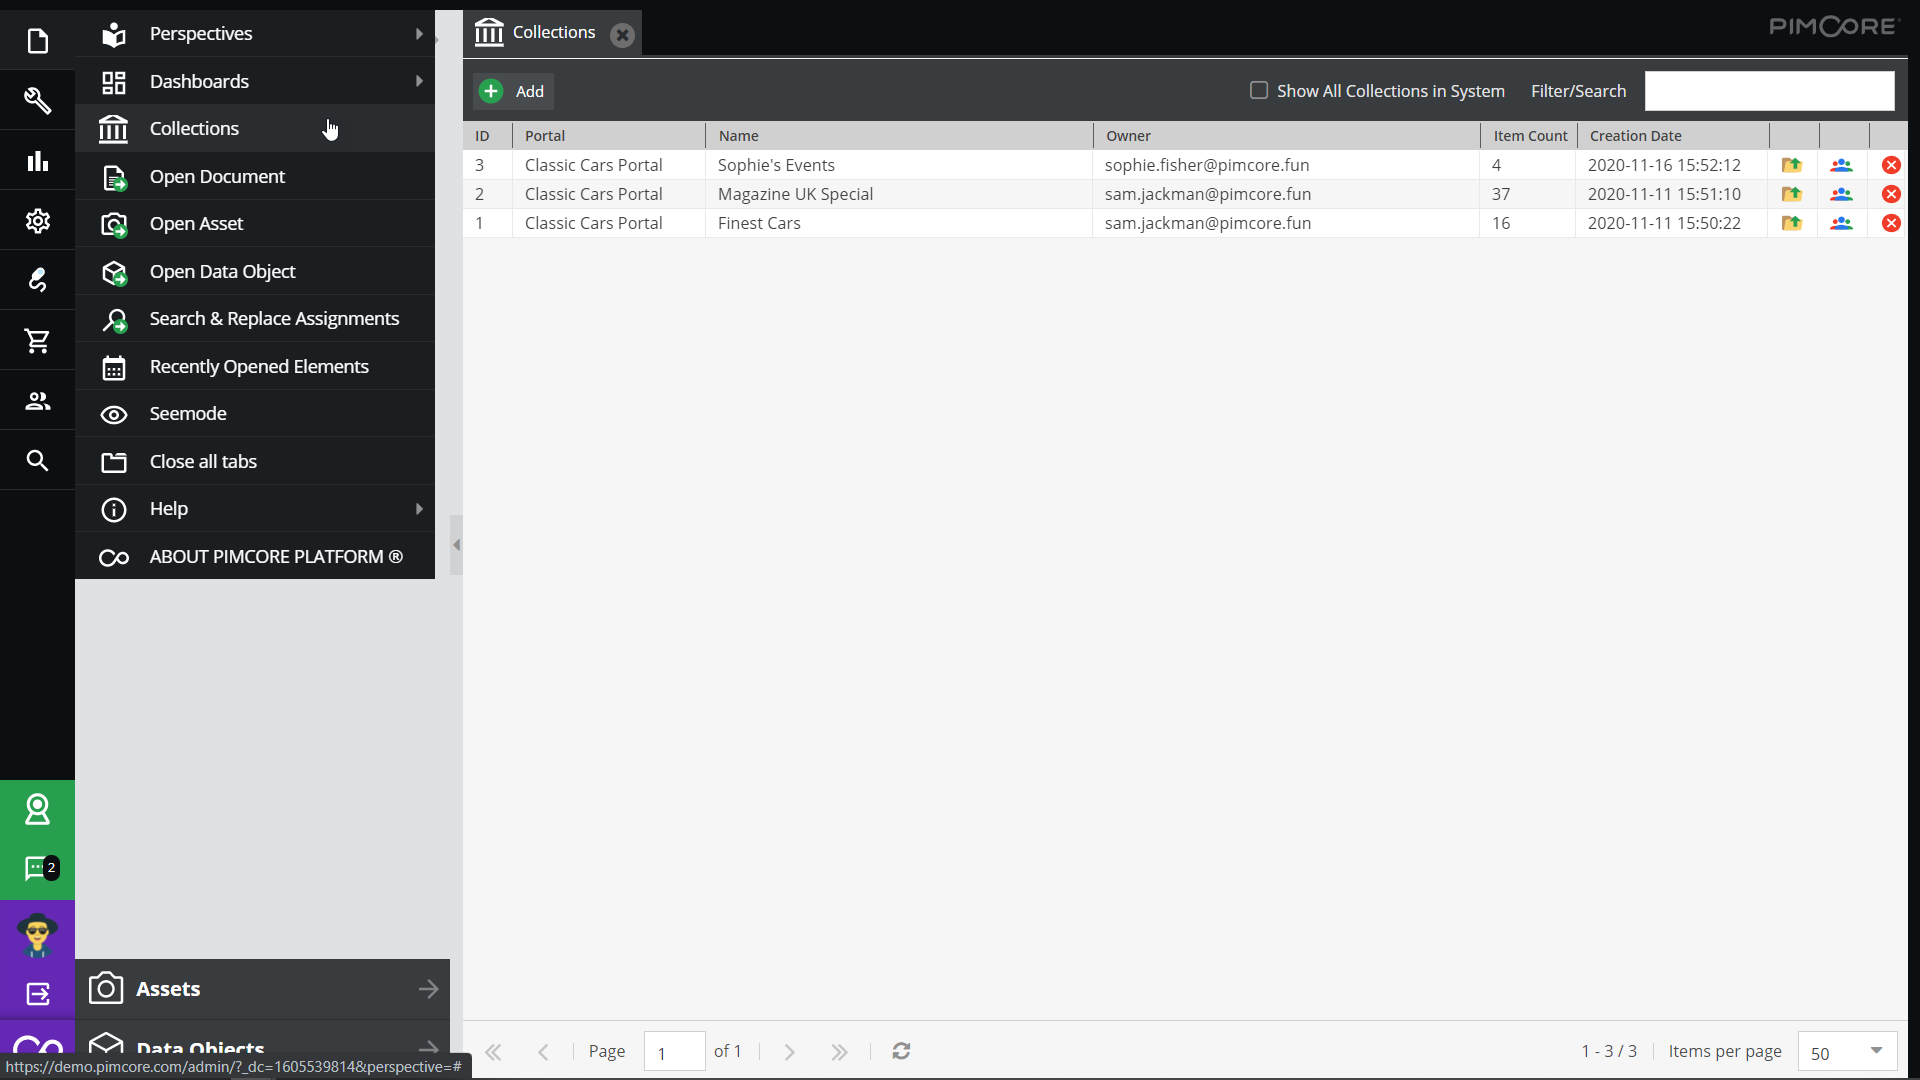 Perspectives
Dashboards
Collections
Open Document
Open Asset
Open Data Object
Search & Replace Assignments
Recently Opened Elements
Seemode
Close all tabs
Help
ABOUT PIMCORE PLATFORM ®
2
Assets
Data Objects
https://demo.pimcore.com/admin/?_dc=1605539814&perspective=#
Collections
PIMCORE
Add
Show All Collections in System
Filter/Search
ID Portal Name Owner Item Count Creation Date
3 Classic Cars Portal Sophie's Events sophie.fisher@pimcore.fun 4 2020-11-16 15:52:12
2 Classic Cars Portal Magazine UK Special sam.jackman@pimcore.fun 37 2020-11-11 15:51:10
1 Classic Cars Portal Finest Cars sam.jackman@pimcore.fun 16 2020-11-11 15:50:22
Page 1 of 1
1 - 3 / 3 Items per page 50